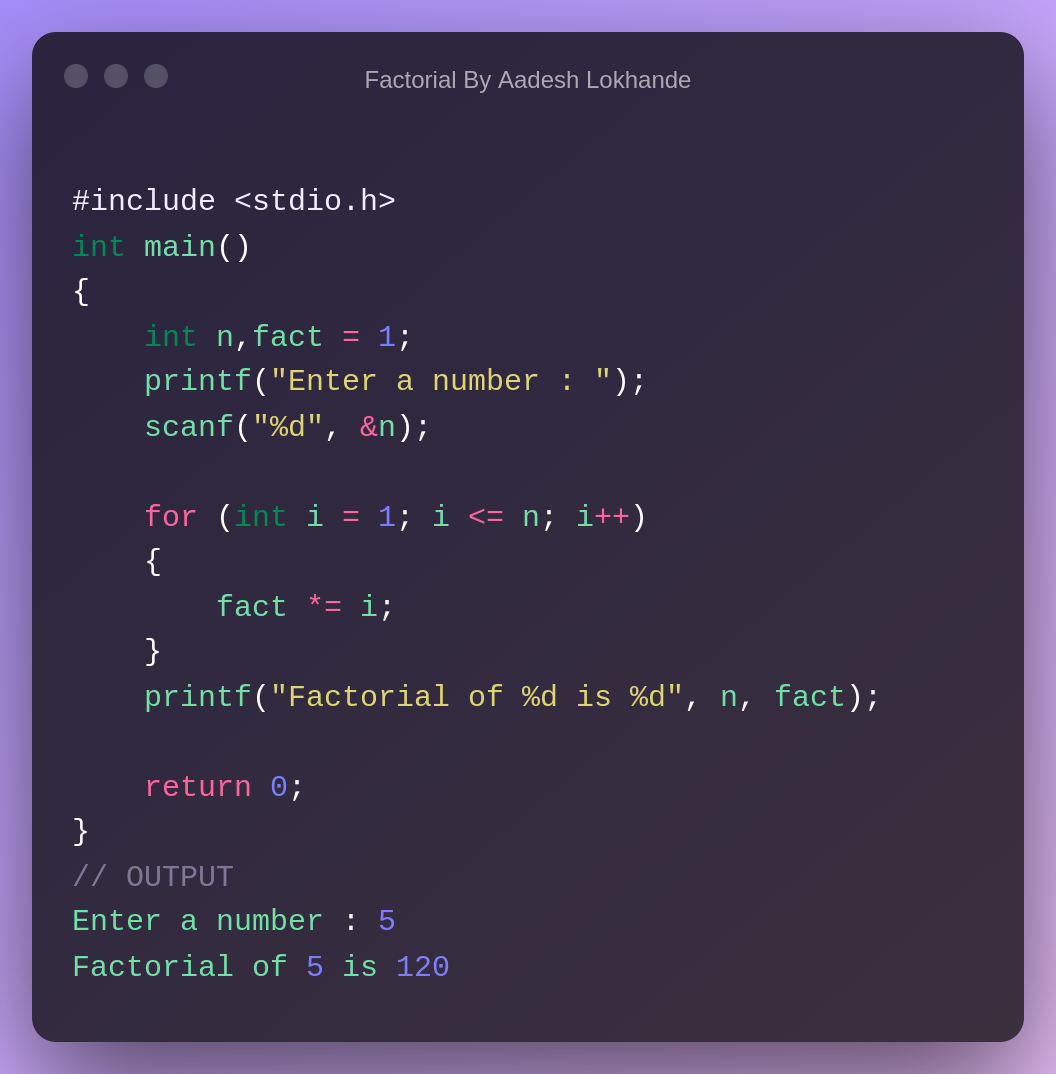 Factorial By Aadesh Lokhande
#include <stdio.h>
int main()
{
    int n,fact = 1;
    printf("Enter a number : ");
    scanf("%d", &n);

    for (int i = 1; i <= n; i++)
    {
        fact *= i;
    }
    printf("Factorial of %d is %d", n, fact);

    return 0;
}
// OUTPUT
Enter a number : 5
Factorial of 5 is 120